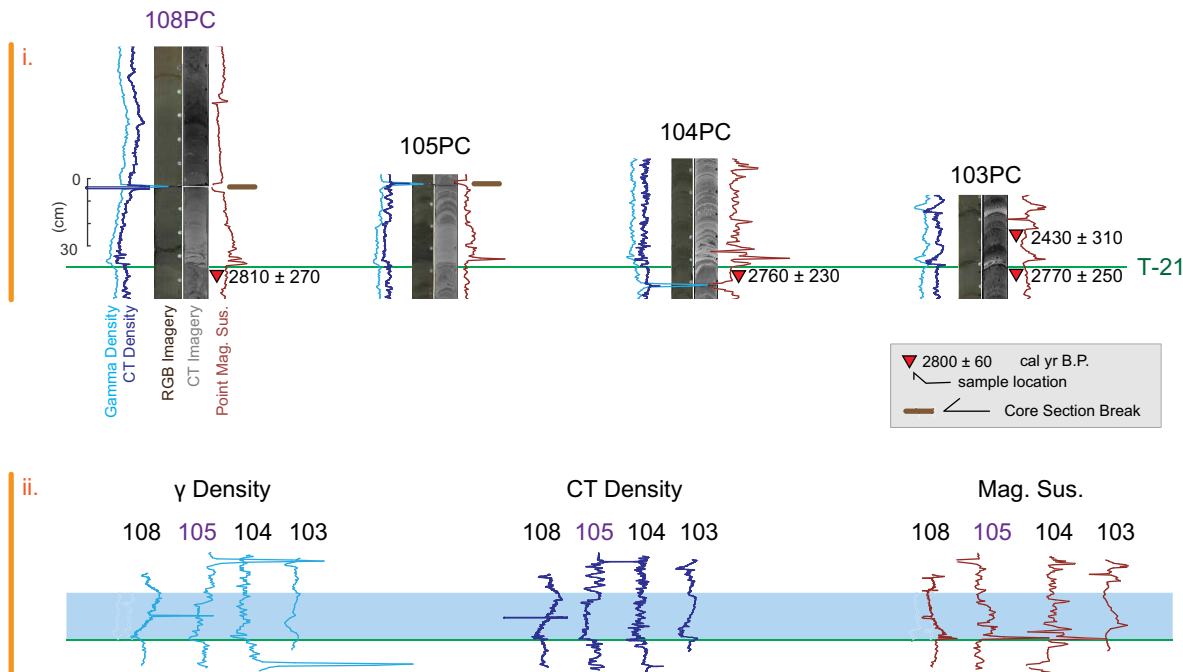 i.
108PC
105PC
104PC
103PC
0
(cm)
30
2810 ± 270
2760 ± 230
2430 ± 310
2770 ± 250
T-21
Gamma Density
CT Density
RGB Imagery
CT Imagery
Point Mag. Sus.
2800 ± 60 cal yr B.P.
sample location
Core Section Break
ii.
γ Density
CT Density
Mag. Sus.
108 105 104 103
108 105 104 103
108 105 104 103